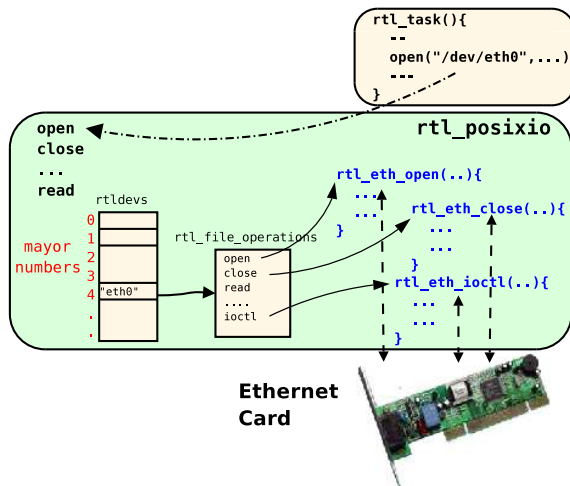 rtl_task(){
--
open("/dev/eth0",...)
---
}
rtl_posixio
open
close
...
read
rtldevs
mayor
numbers
0
1
2
3
4
.
.
"eth0"
rtl_file_operations
open
close
read
....
ioctl
rtl_eth_open(..){
...
...
}
rtl_eth_close(..){
...
...
}
rtl_eth_ioctl(..){
...
...
}
Ethernet
Card